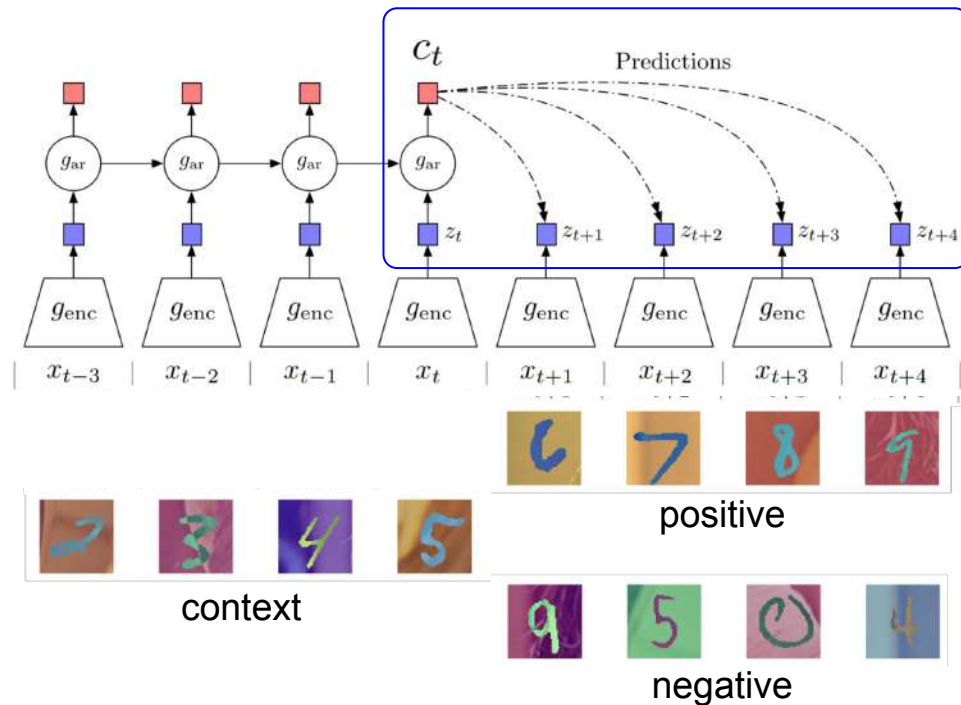 c_t
Predictions
g_ar g_ar g_ar g_ar
z_t z_{t+1} z_{t+2} z_{t+3} z_{t+4}
g_enc g_enc g_enc g_enc g_enc g_enc g_enc g_enc
x_{t-3} x_{t-2} x_{t-1} x_t x_{t+1} x_{t+2} x_{t+3} x_{t+4}
6 7 8 9
positive
2 3 4 5
context
9 5 0 4
negative